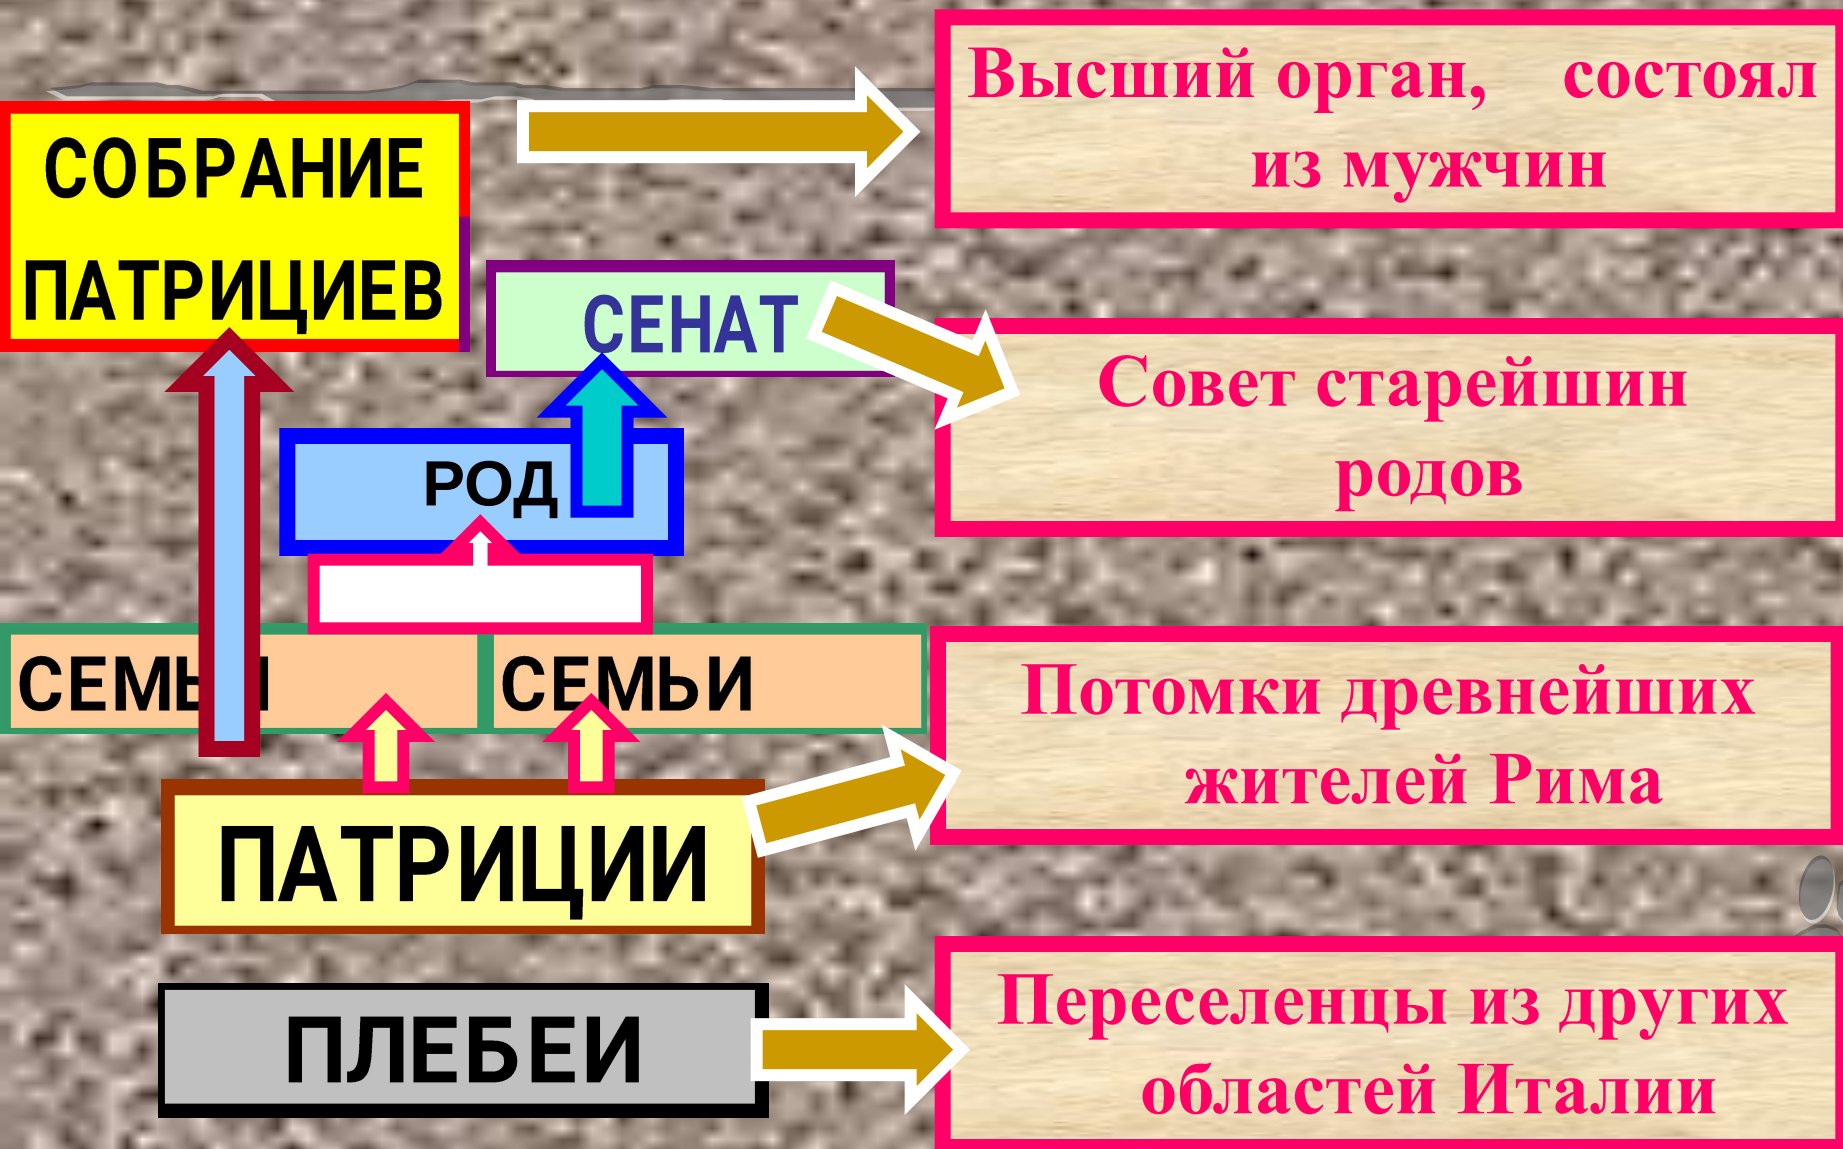 СОБРАНИЕ
ПАТРИЦИЕВ
Высший орган, состоял
из мужчин
СЕНАТ
Совет старейшин
родов
РОД
СЕМЬИ
СЕМЬИ
Потомки древнейших
жителей Рима
ПАТРИЦИИ
ПЛЕБЕИ
Переселенцы из других
областей Италии